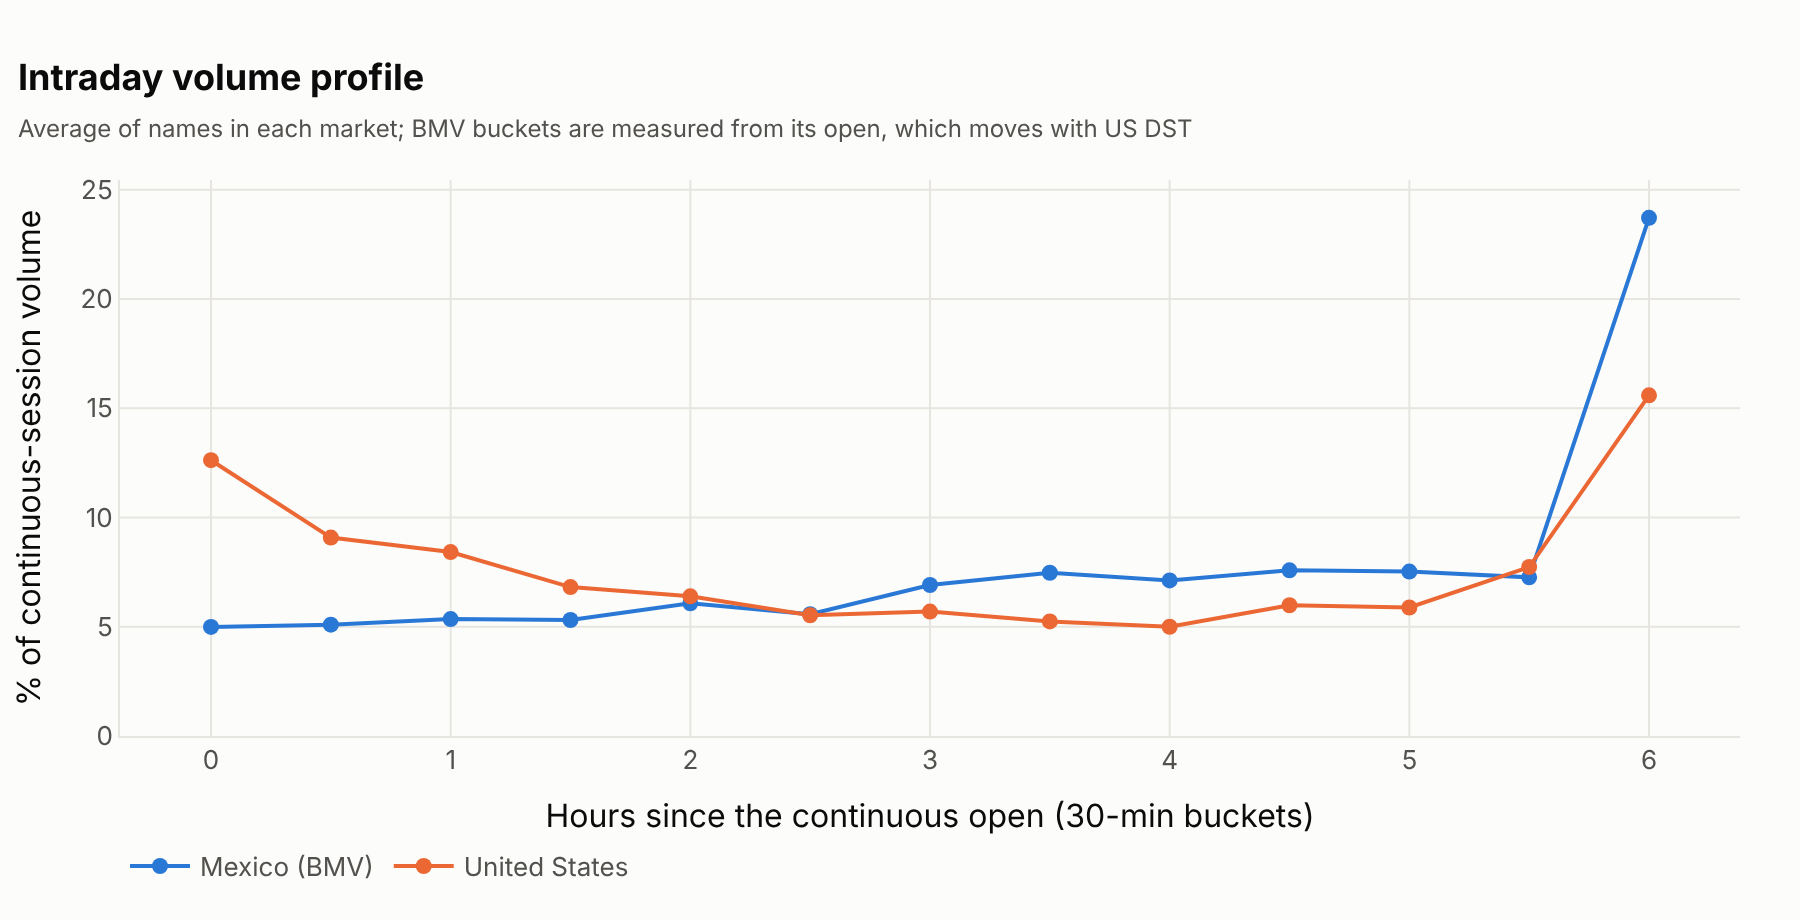 Intraday volume profile
Average of names in each market; BMV buckets are measured from its open, which moves with US DST
% of continuous-session volume
25
20
15
10
5
0
0 1 2 3 4 5 6
Hours since the continuous open (30-min buckets)
Mexico (BMV) United States